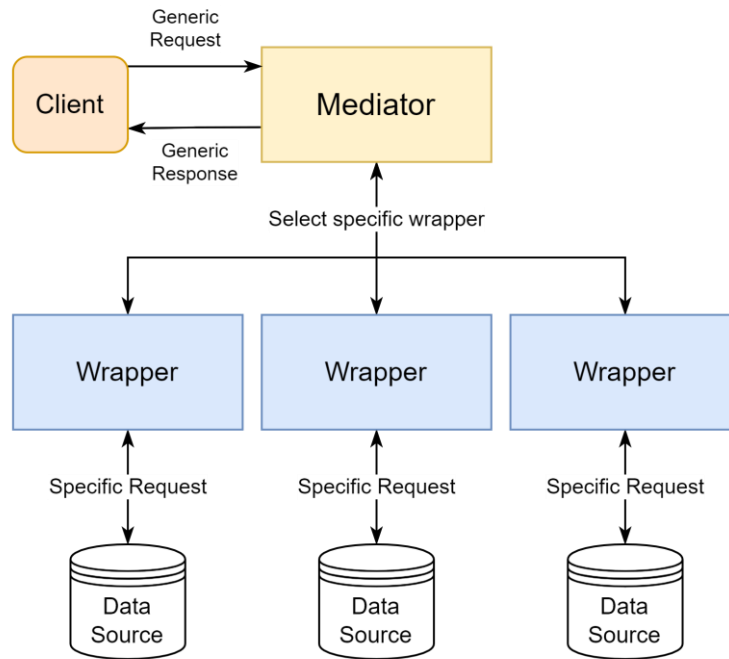 Generic
Request
Client
Mediator
Generic
Response
Select specific wrapper
Wrapper
Wrapper
Wrapper
Specific Request
Specific Request
Specific Request
Data
Source
Data
Source
Data
Source